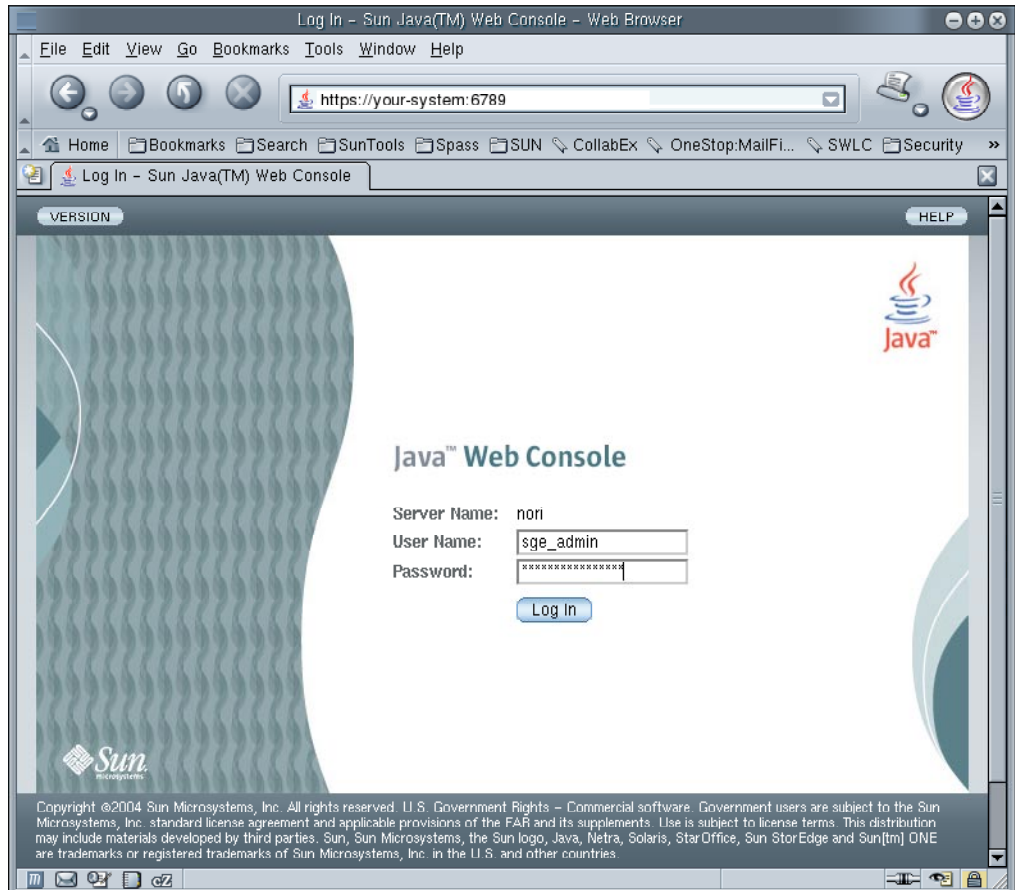 Log In – Sun Java(TM) Web Console – Web Browser
File Edit View Go Bookmarks Tools Window Help
https://your-system:6789
Home Bookmarks Search SunTools Spass SUN CollabEx OneStop:MailFi... SWLC Security »
Log In – Sun Java(TM) Web Console
VERSION HELP
Java™
Java™ Web Console
Server Name: nori
User Name: sge_admin
Password: ****************
Log In
Sun
microsystems
Copyright ©2004 Sun Microsystems, Inc. All rights reserved. U.S. Government Rights – Commercial software. Government users are subject to the Sun
Microsystems, Inc. standard license agreement and applicable provisions of the FAR and its supplements. Use is subject to license terms. This distribution
may include materials developed by third parties. Sun, Sun Microsystems, the Sun logo, Java, Netra, Solaris, StarOffice, Sun StorEdge and Sun[tm] ONE
are trademarks or registered trademarks of Sun Microsystems, Inc. in the U.S. and other countries.